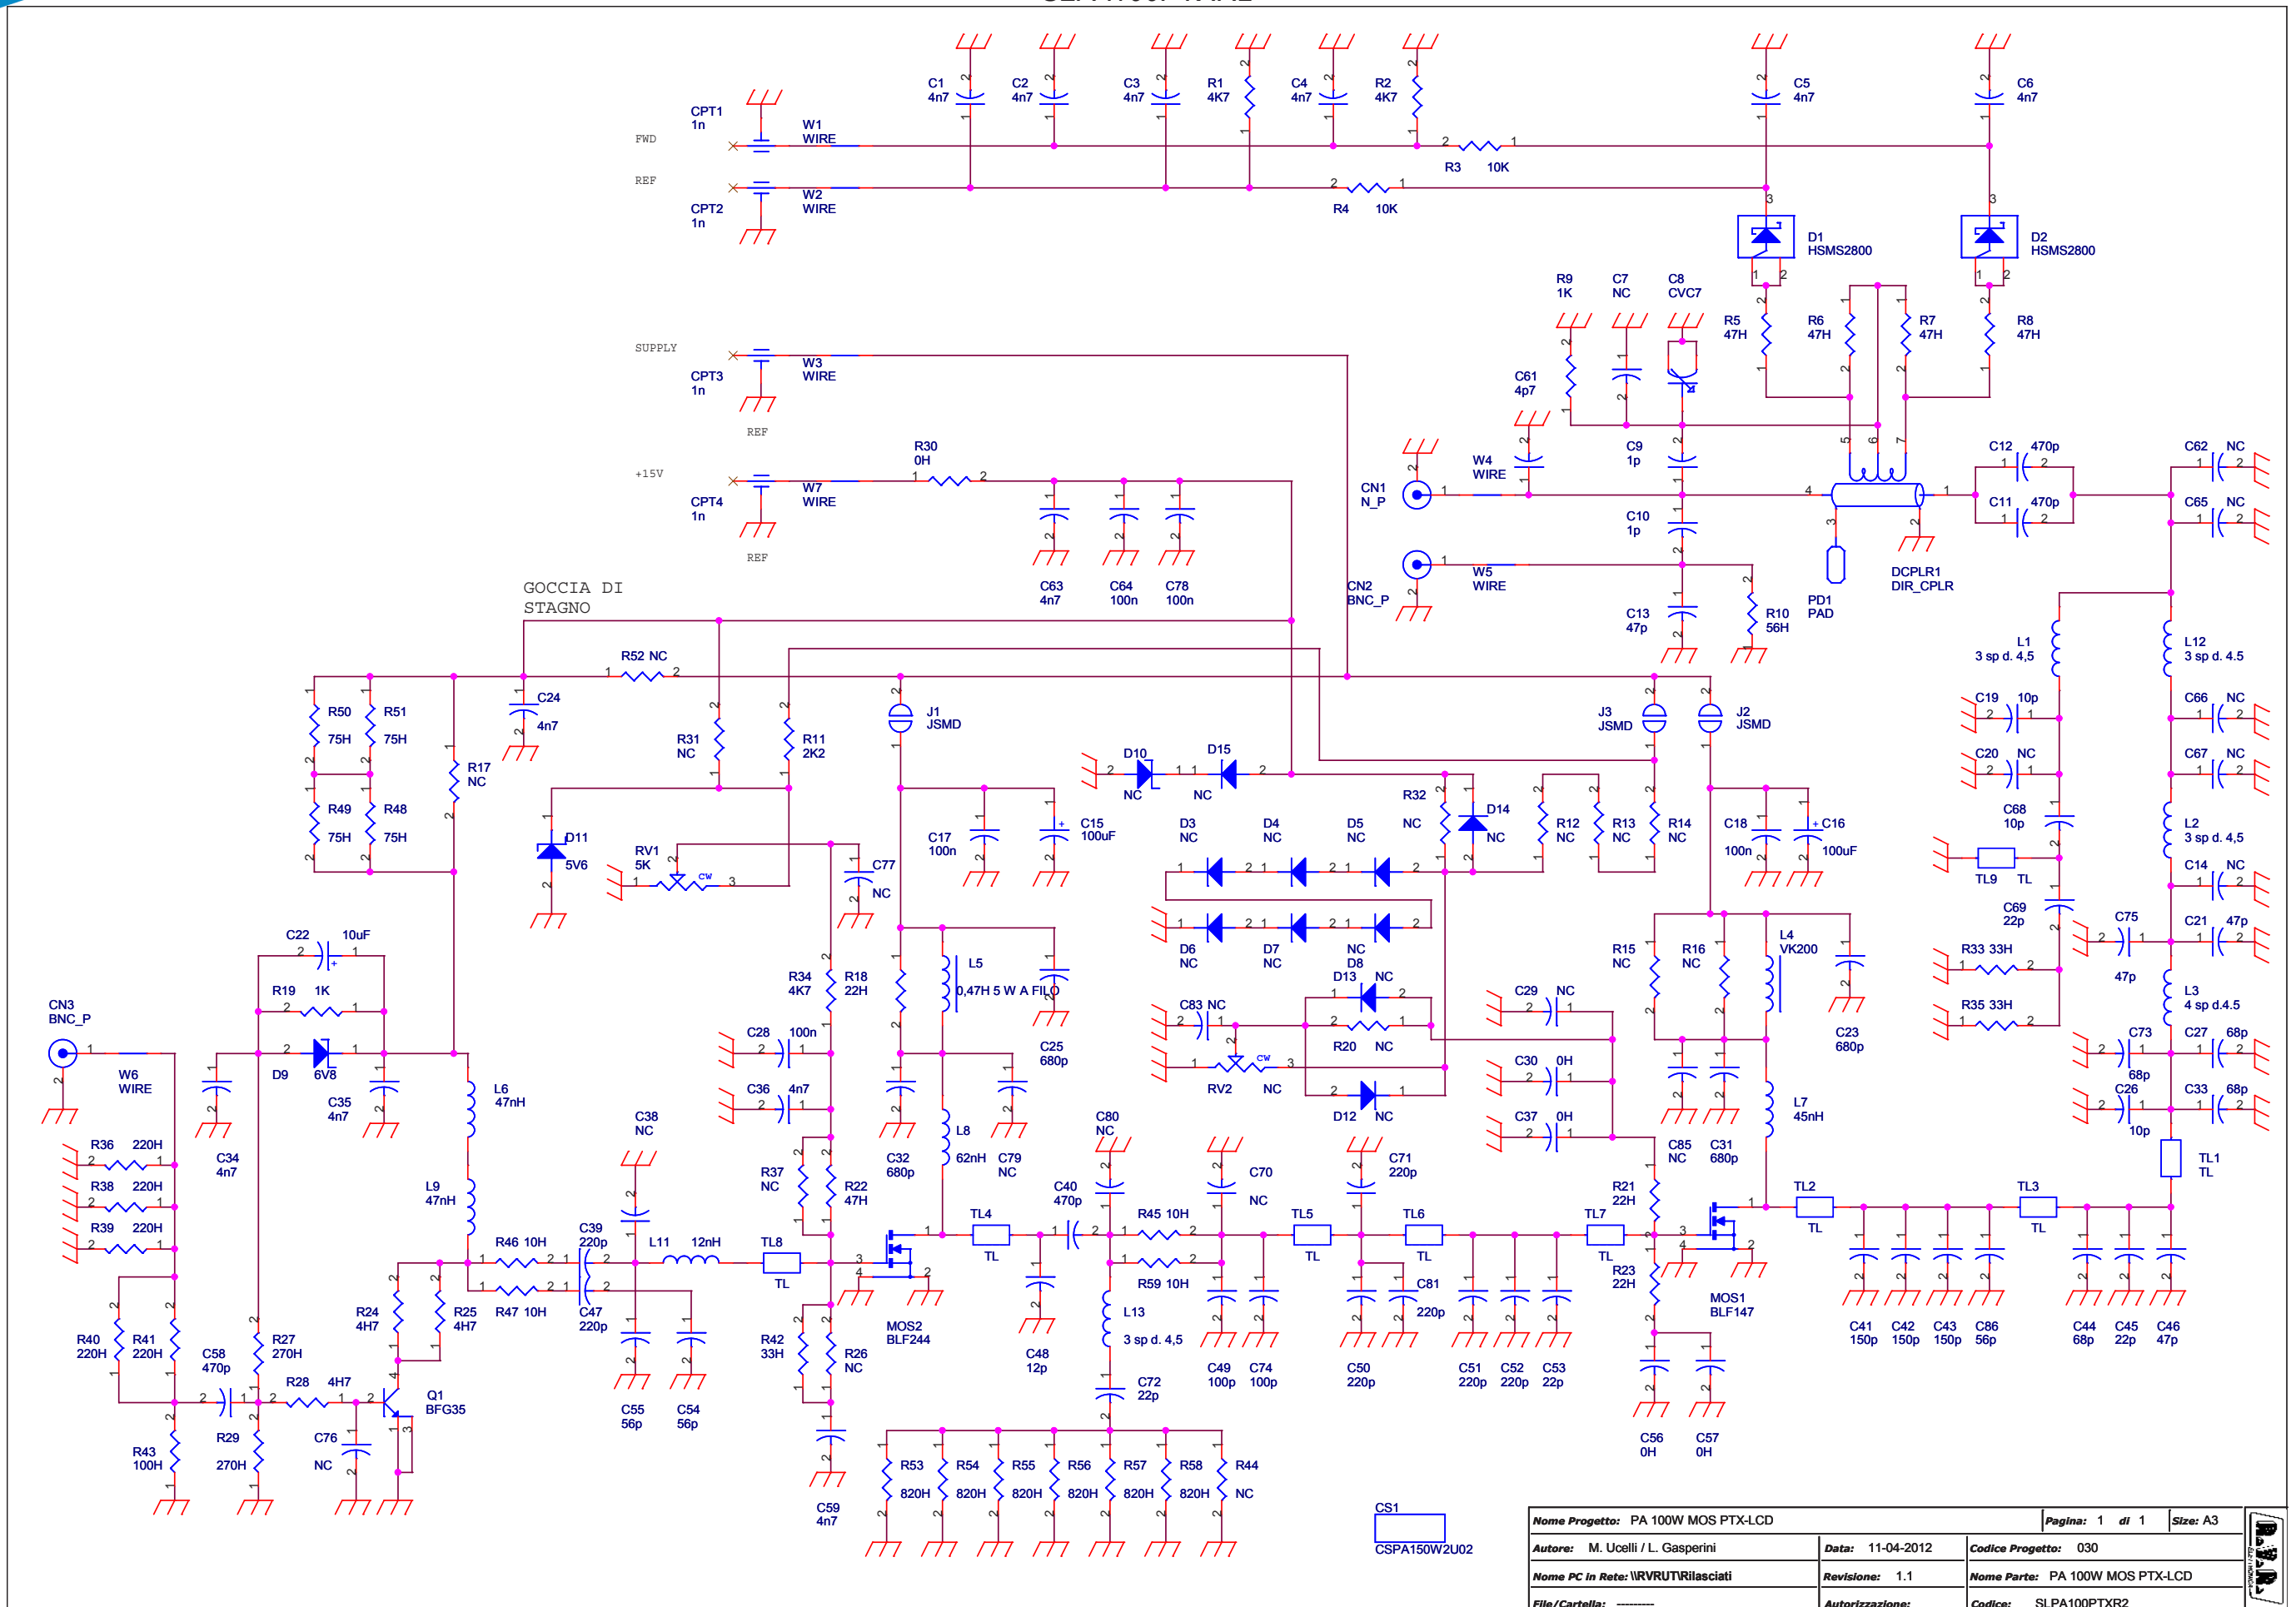 C1
4n7
C2
4n7
C3
4n7
R1
4K7
C4
4n7
R2
4K7
C5
4n7
C6
4n7
CPT1
1n
W1
WIRE
FWD
R3 10K
REF
CPT2
1n
W2
WIRE
R4 10K
D1
HSMS2800
D2
HSMS2800
R9
1K
C7
NC
C8
CVC7
R5
47H
R6
47H
R7
47H
R8
47H
SUPPLY
CPT3
1n
W3
WIRE
REF
C61
4p7
R30
0H
+15V
CPT4
1n
W7
WIRE
REF
C63
4n7
C64
100n
C78
100n
CN1
N_P
W4
WIRE
C9
1p
C10
1p
C12 470p
C11 470p
C62 NC
C65 NC
CN2
BNC_P
W5
WIRE
C13
47p
R10
56H
PD1
PAD
DCPLR1
DIR_CPLR
GOCCIA DI
STAGNO
R52 NC
L1
3 sp d. 4,5
L12
3 sp d. 4.5
R50
75H
R51
75H
C24
4n7
R31
NC
R11
2K2
J1
JSMD
J3
JSMD
J2
JSMD
C19 10p
C66 NC
R17
NC
R49
75H
R48
75H
D10
NC
D15
NC
C20 NC
C67 NC
D11
5V6
RV1
5K
CW
C77
NC
C17
100n
C15
100uF
D3
NC
D4
NC
D5
NC
R32
NC
D14
NC
R12
NC
R13
NC
R14
NC
C18
100n
C16
100uF
C68
10p
L2
3 sp d. 4,5
TL9 TL
C14 NC
D6
NC
D7
NC
NC
D8
C69
22p
C75
47p
C21 47p
C22 10uF
R19 1K
R34
4K7
R18
22H
L5
0,47H 5 W A FILO
C25
680p
D13 NC
R20 NC
C83 NC
RV2 NC
CW
D12 NC
C29 NC
C30 0H
C37 0H
R15
NC
R16
NC
L4
VK200
C23
680p
R33 33H
R35 33H
L3
4 sp d.4.5
C73
68p
C27 68p
C26
10p
C33 68p
CN3
BNC_P
W6
WIRE
D9 6V8
C35
4n7
C34
4n7
L6
47nH
C28 100n
C36 4n7
C32
680p
L8
62nH
C79
NC
C80
NC
C85
NC
C31
680p
L7
45nH
TL1
TL
R36 220H
R38 220H
R39 220H
L9
47nH
C38
NC
R37
NC
R22
47H
C40
470p
C70
NC
C71
220p
R21
22H
R46 10H
R47 10H
C39
220p
C47
220p
L11 12nH
TL8
TL
TL4
TL
R45 10H
R59 10H
TL5
TL
TL6
TL
TL7
TL
TL2
TL
TL3
TL
R23
22H
MOS1
BLF147
R40
220H
R41
220H
C58
470p
R27
270H
R24
4H7
R25
4H7
R42
33H
R26
NC
MOS2
BLF244
C48
12p
L13
3 sp d. 4,5
C49
100p
C74
100p
C50
220p
C81
220p
C51
220p
C52
220p
C53
22p
C41
150p
C42
150p
C43
150p
C86
56p
C44
68p
C45
22p
C46
47p
R28 4H7
Q1
BFG35
C55
56p
C54
56p
C72
22p
C56
0H
C57
0H
R43
100H
R29
270H
C76
NC
C59
4n7
R53
820H
R54
820H
R55
820H
R56
820H
R57
820H
R58
820H
R44
NC
CS1
CSPA150W2U02
Nome Progetto: PA 100W MOS PTX-LCD
Pagina: 1 di 1
Size: A3
Autore: M. Ucelli / L. Gasperini
Data: 11-04-2012
Codice Progetto: 030
Nome PC in Rete: \\RVRUT\Rilasciati
Revisione: 1.1
Nome Parte: PA 100W MOS PTX-LCD
File/Cartella: ---------
Autorizzazione:
Codice: SLPA100PTXR2